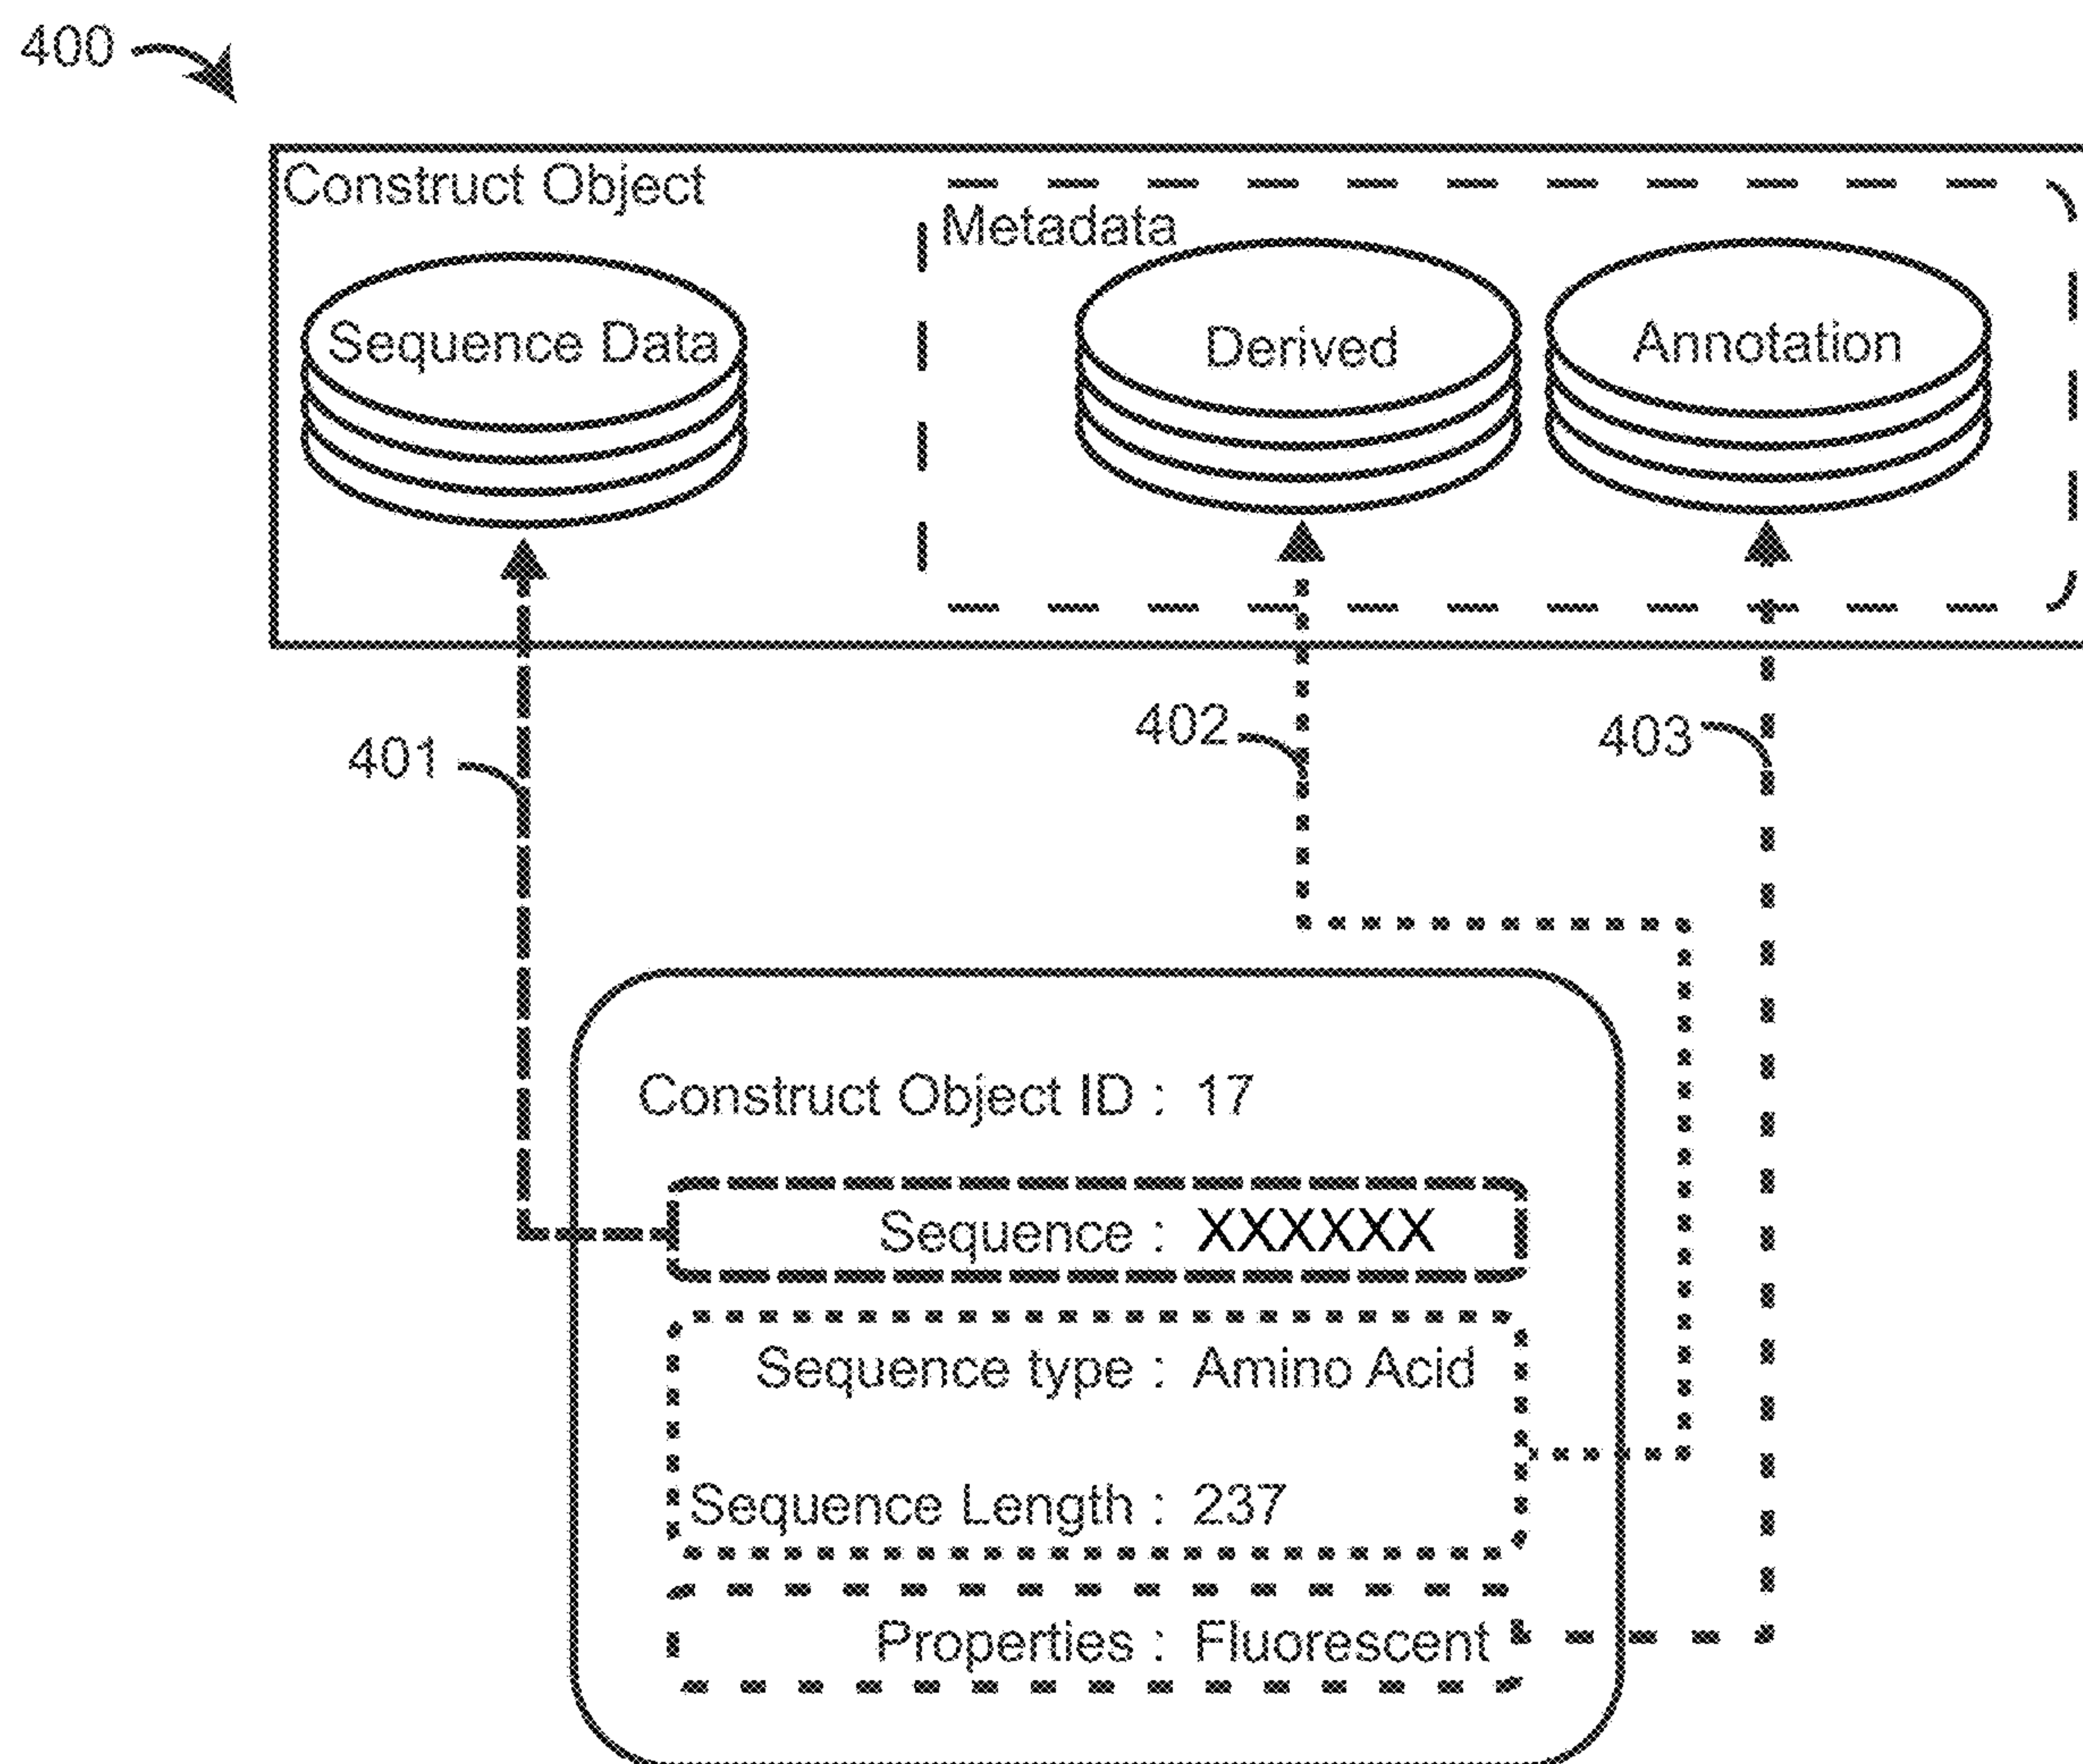 400
Construct Object
Metadata
Sequence Data
Derived
Annotation
401
402
403
Construct Object ID : 17
Sequence : XXXXXX
Sequence type : Amino Acid
Sequence Length : 237
Properties : Fluorescent